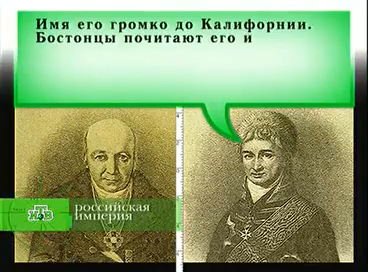 Имя его громко до Калифорнии.
Бостонцы почитают его и
НТВ
российская
империя